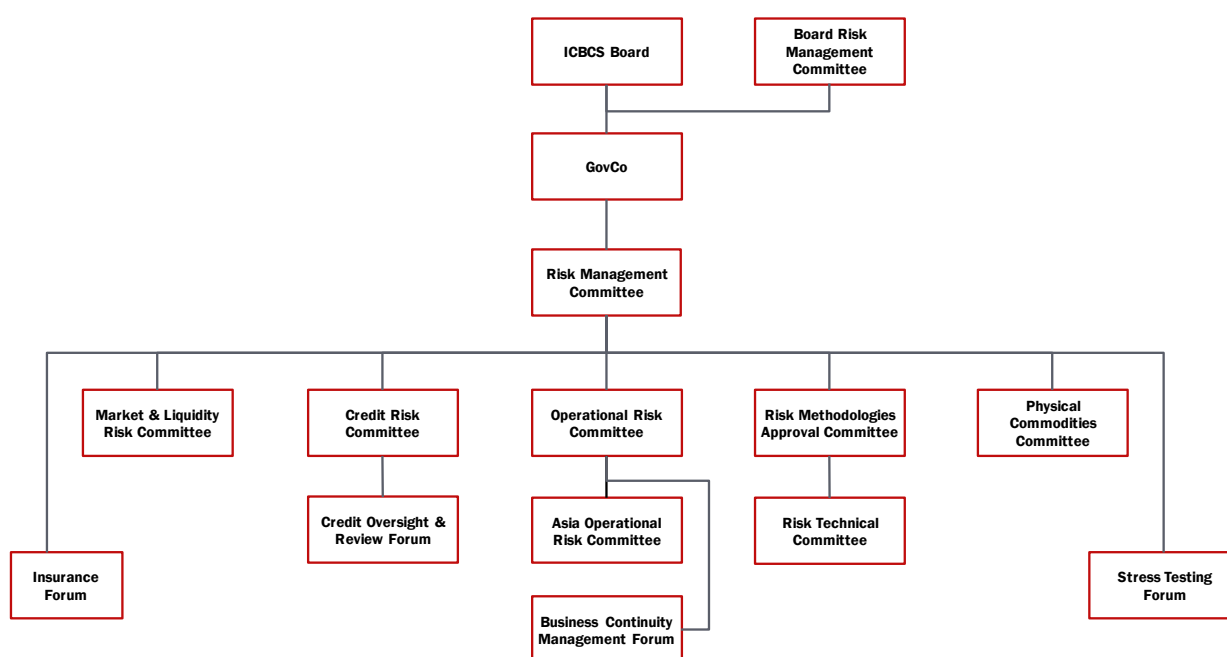 ICBCS Board
Board Risk
Management
Committee
GovCo
Risk Management
Committee
Market & Liquidity
Risk Committee
Credit Risk
Committee
Operational Risk
Committee
Risk Methodologies
Approval Committee
Physical
Commodities
Committee
Credit Oversight &
Review Forum
Asia Operational
Risk Committee
Risk Technical
Committee
Insurance
Forum
Stress Testing
Forum
Business Continuity
Management Forum